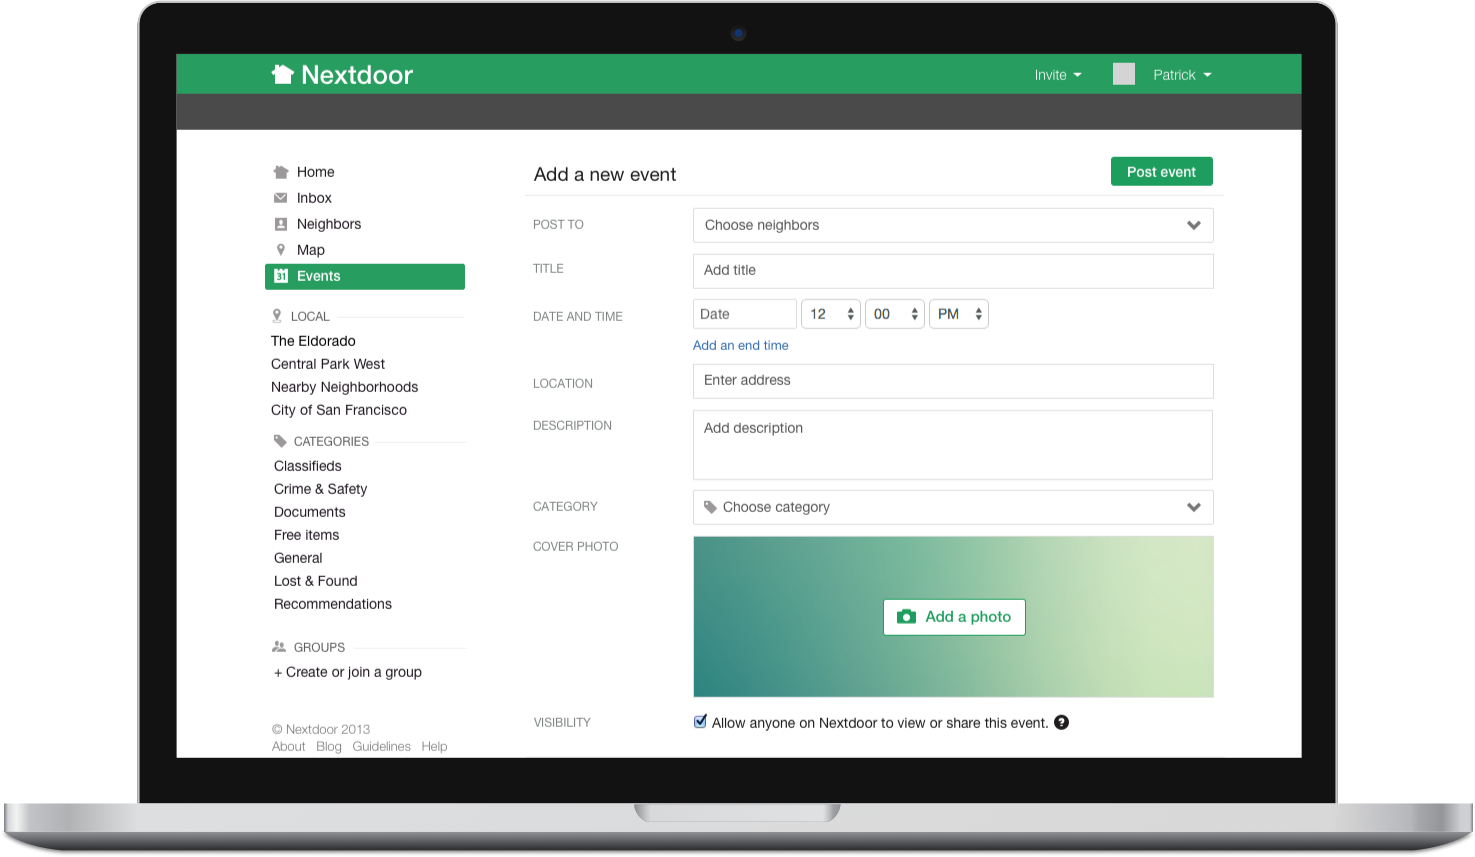 Nextdoor
Invite
Patrick
Home
Inbox
Neighbors
Map
31 Events
LOCAL
The Eldorado
Central Park West
Nearby Neighborhoods
City of San Francisco
CATEGORIES
Classifieds
Crime & Safety
Documents
Free items
General
Lost & Found
Recommendations
GROUPS
+ Create or join a group
© Nextdoor 2013
About Blog Guidelines Help
Add a new event
Post event
POST TO
Choose neighbors
TITLE
Add title
DATE AND TIME
Date 12 00 PM
Add an end time
LOCATION
Enter address
DESCRIPTION
Add description
CATEGORY
Choose category
COVER PHOTO
Add a photo
VISIBILITY
Allow anyone on Nextdoor to view or share this event. ?